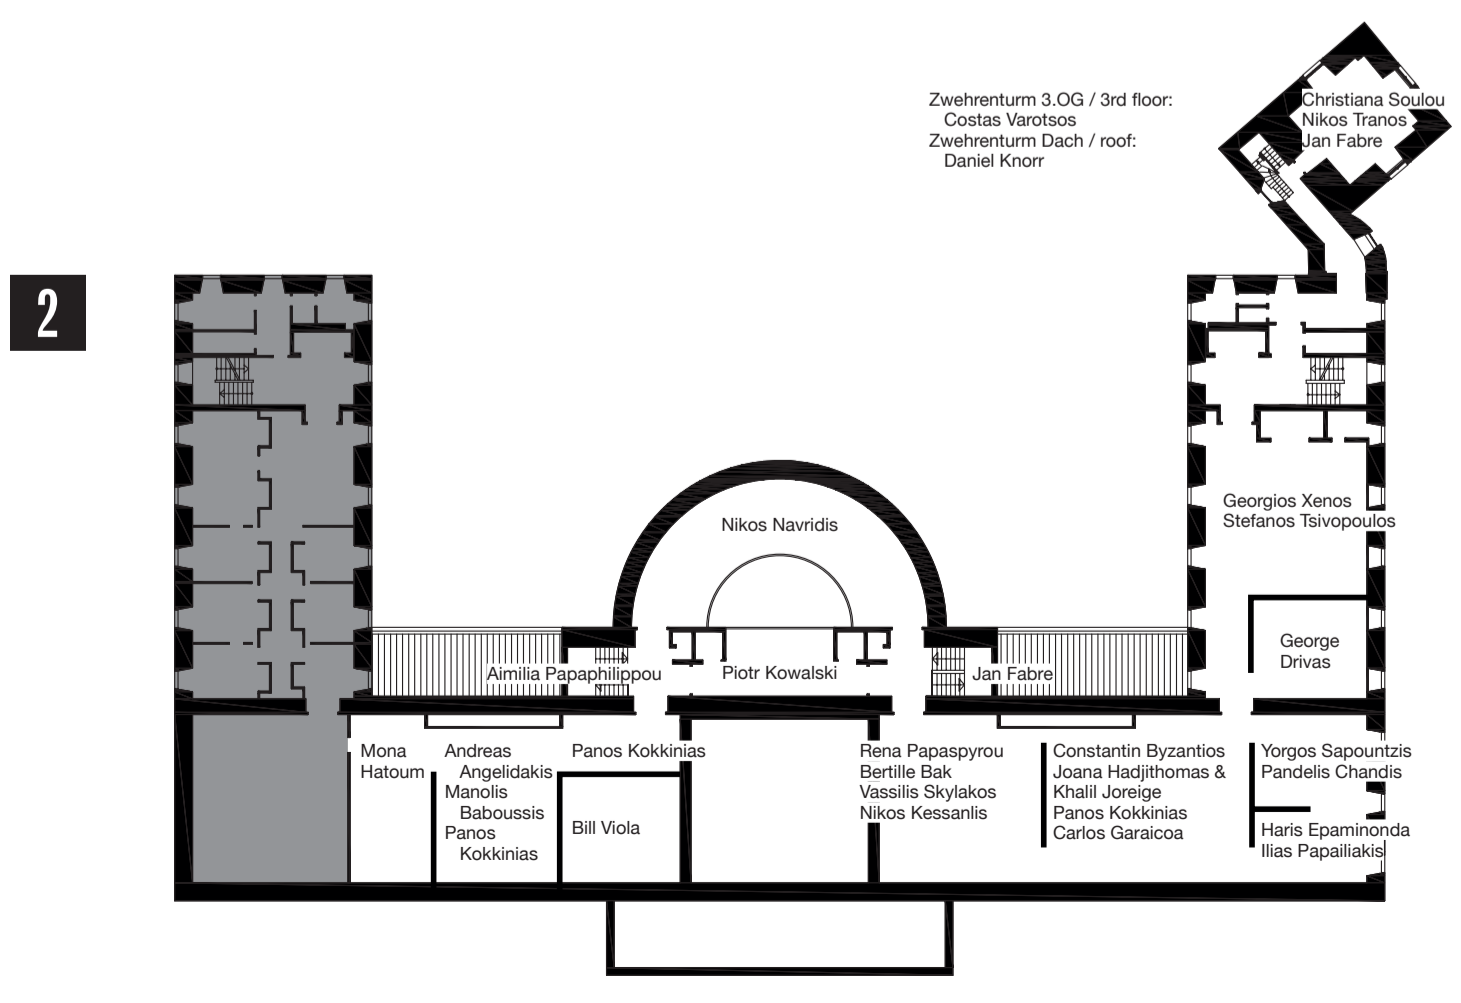 Zwehrenturm 3.OG / 3rd floor:
Costas Varotsos
Zwehrenturm Dach / roof:
Daniel Knorr
Christiana Soulou
Nikos Tranos
Jan Fabre
2
Georgios Xenos
Stefanos Tsivopoulos
Nikos Navridis
George
Drivas
Aimilia Papaphilippou
Piotr Kowalski
Jan Fabre
Mona
Hatoum
Andreas
Angelidakis
Manolis
Baboussis
Panos
Kokkinias
Panos Kokkinias
Bill Viola
Rena Papaspyrou
Bertille Bak
Vassilis Skylakos
Nikos Kessanlis
Constantin Byzantios
Joana Hadjithomas &
Khalil Joreige
Panos Kokkinias
Carlos Garaicoa
Yorgos Sapountzis
Pandelis Chandis
Haris Epaminonda
Ilias Papailiakis